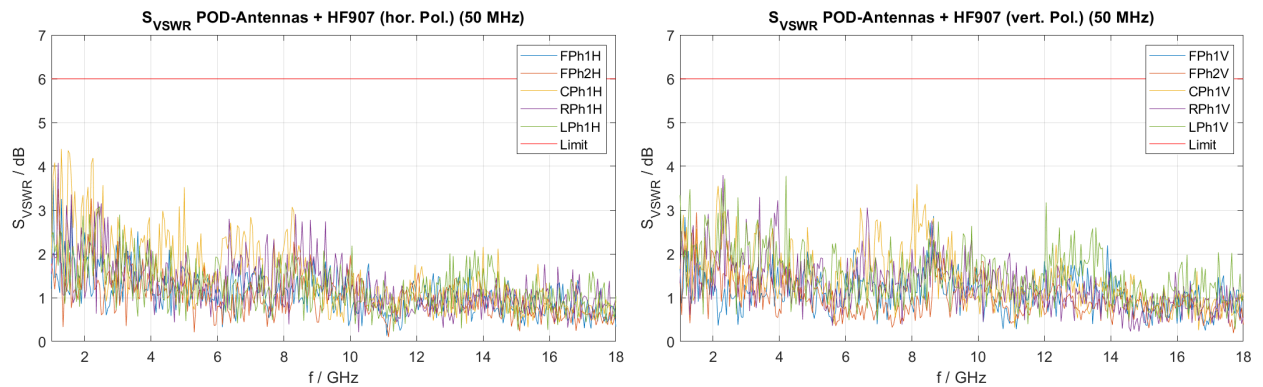 S_VSWR POD-Antennas + HF907 (hor. Pol.) (50 MHz)
7
6
5
4
3
2
1
0
S_VSWR / dB
FPh1H
FPh2H
CPh1H
RPh1H
LPh1H
Limit
2 4 6 8 10 12 14 16 18
f / GHz
S_VSWR POD-Antennas + HF907 (vert. Pol.) (50 MHz)
7
6
5
4
3
2
1
0
S_VSWR / dB
FPh1V
FPh2V
CPh1V
RPh1V
LPh1V
Limit
2 4 6 8 10 12 14 16 18
f / GHz